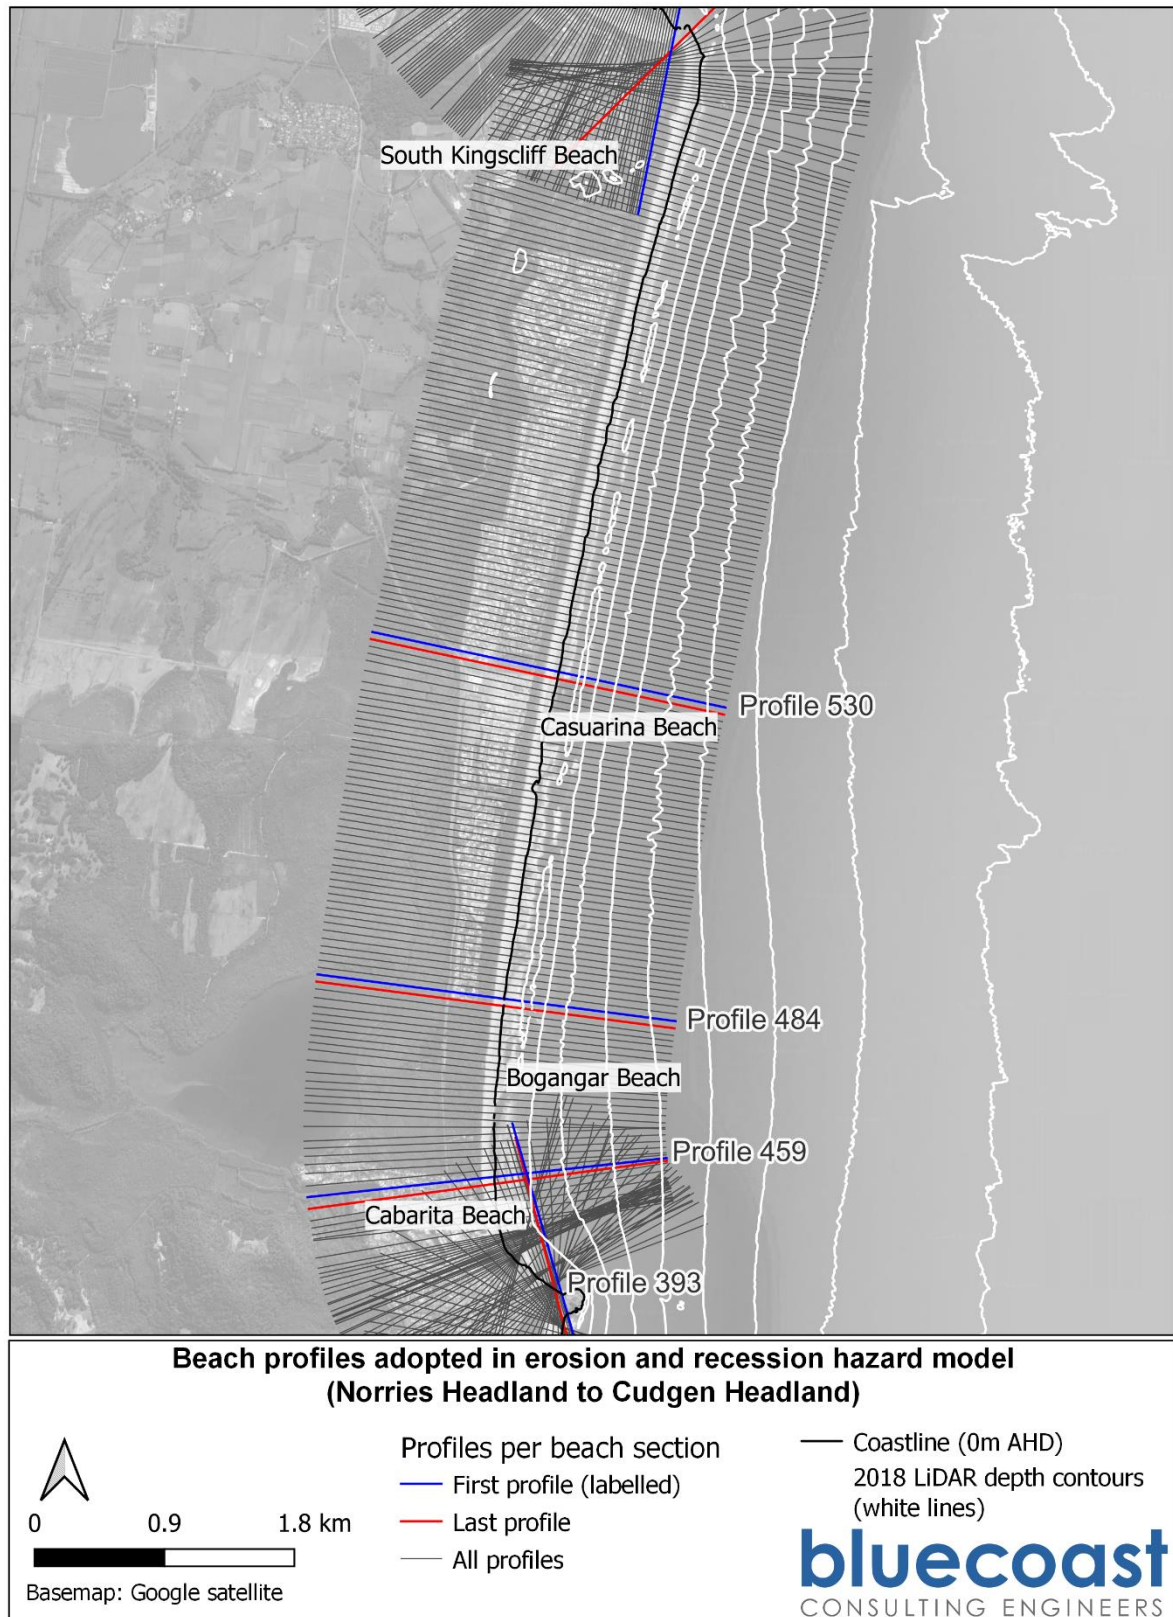 South Kingscliff Beach
Profile 530
Casuarina Beach
Profile 484
Bogangar Beach
Profile 459
Cabarita Beach
Profile 393
Beach profiles adopted in erosion and recession hazard model
(Norries Headland to Cudgen Headland)
0 0.9 1.8 km
Basemap: Google satellite
Profiles per beach section
First profile (labelled)
Last profile
All profiles
Coastline (0m AHD)
2018 LiDAR depth contours
(white lines)
bluecoast
CONSULTING ENGINEERS